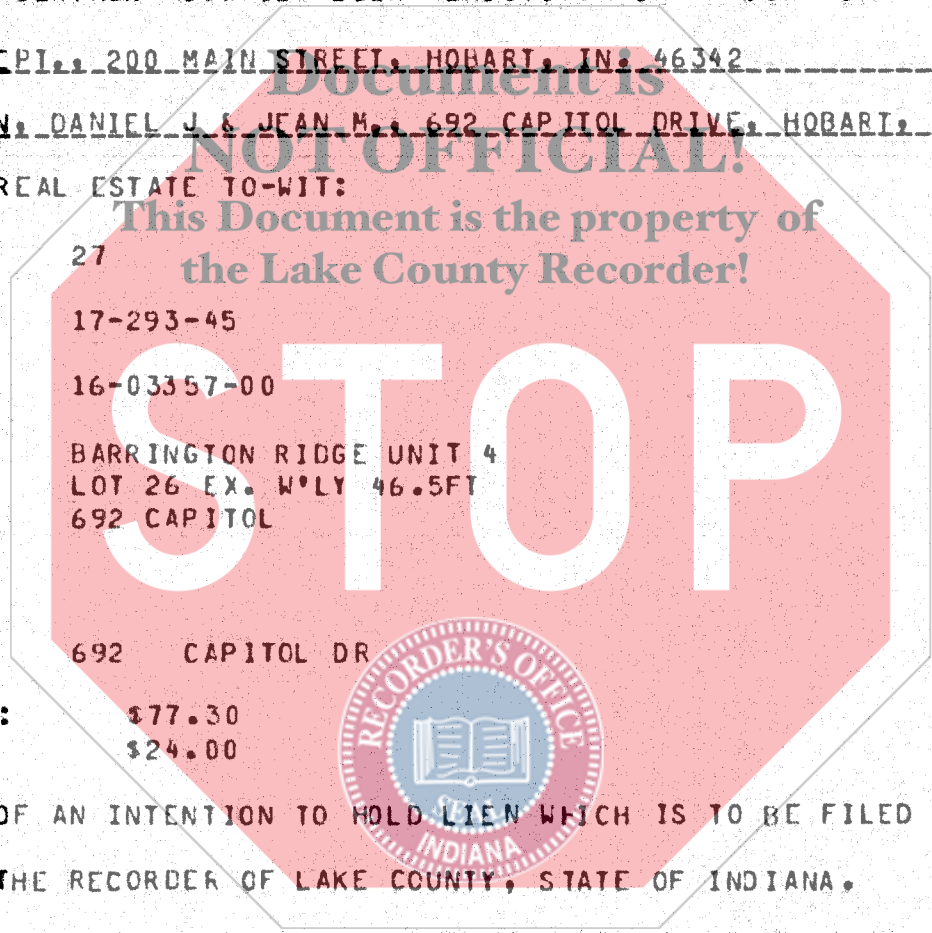 EPT., 200 MAIN STREET, HOBART, IN. 46342
Document is
N, DANIEL J & JEAN M., 692 CAPITOL DRIVE, HOBART,
NOT OFFICIAL!
REAL ESTATE TO-WIT:
This Document is the property of
27
the Lake County Recorder!
17-293-45
STOP
16-03357-00
BARRINGTON RIDGE UNIT 4
LOT 26 EX. W'LY 46.5FT
692 CAPITOL
692 CAPITOL DR
RECORDER'S OFFICE
: $77.30
$24.00
SEAL
OF AN INTENTION TO HOLD LIEN WHICH IS TO BE FILED
INDIANA
THE RECORDER OF LAKE COUNTY, STATE OF INDIANA.